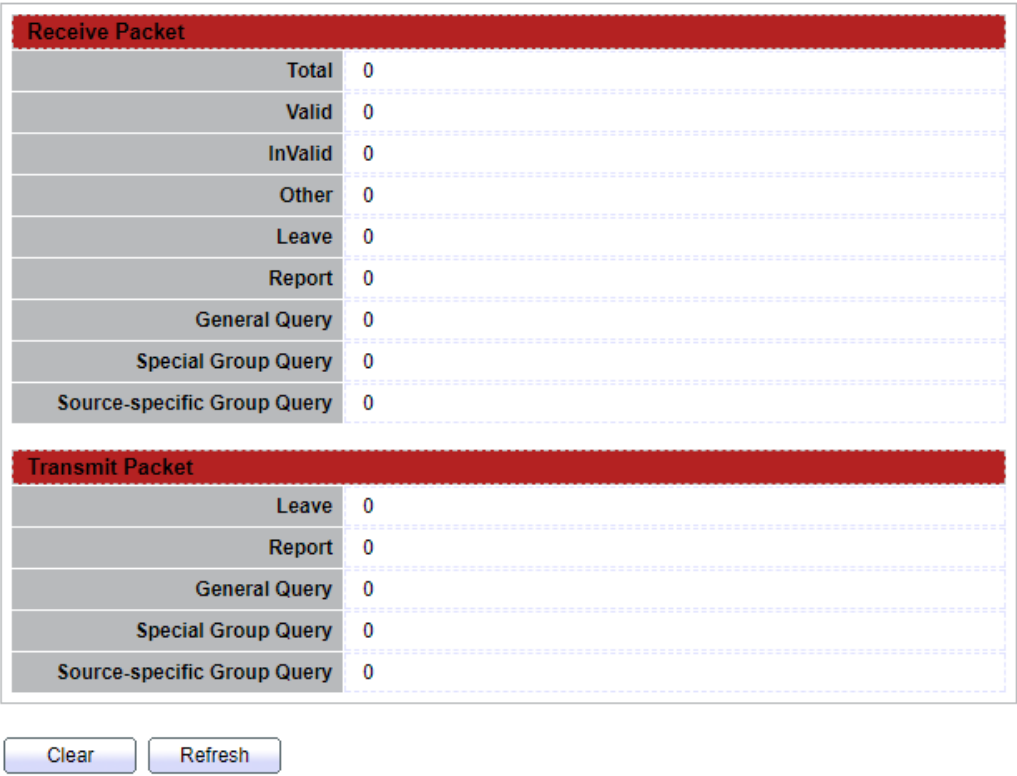 Receive Packet
Total 0
Valid 0
InValid 0
Other 0
Leave 0
Report 0
General Query 0
Special Group Query 0
Source-specific Group Query 0
Transmit Packet
Leave 0
Report 0
General Query 0
Special Group Query 0
Source-specific Group Query 0
Clear Refresh